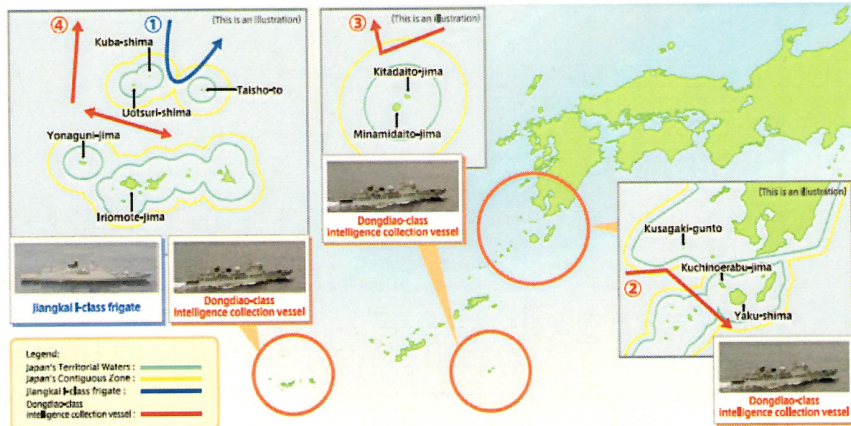 ④
①
(This is an illustration)
Kuba-shima
Taisho-to
Uotsuri-shima
Yonaguni-jima
Iriomote-jima
Jiangkai I-class frigate
Dongdiao-class
intelligence collection vessel
③
(This is an illustration)
Kitadaito-jima
Minamidaito-jima
Dongdiao-class
intelligence collection vessel
(This is an illustration)
Kusagaki-gunto
Kuchinoerabu-jima
②
Yaku-shima
Dongdiao-class
intelligence collection vessel
Legend:
Japan's Territorial Waters :
Japan's Contiguous Zone :
Jiangkai I-class frigate :
Dongdiao-class
intelligence collection vessel :